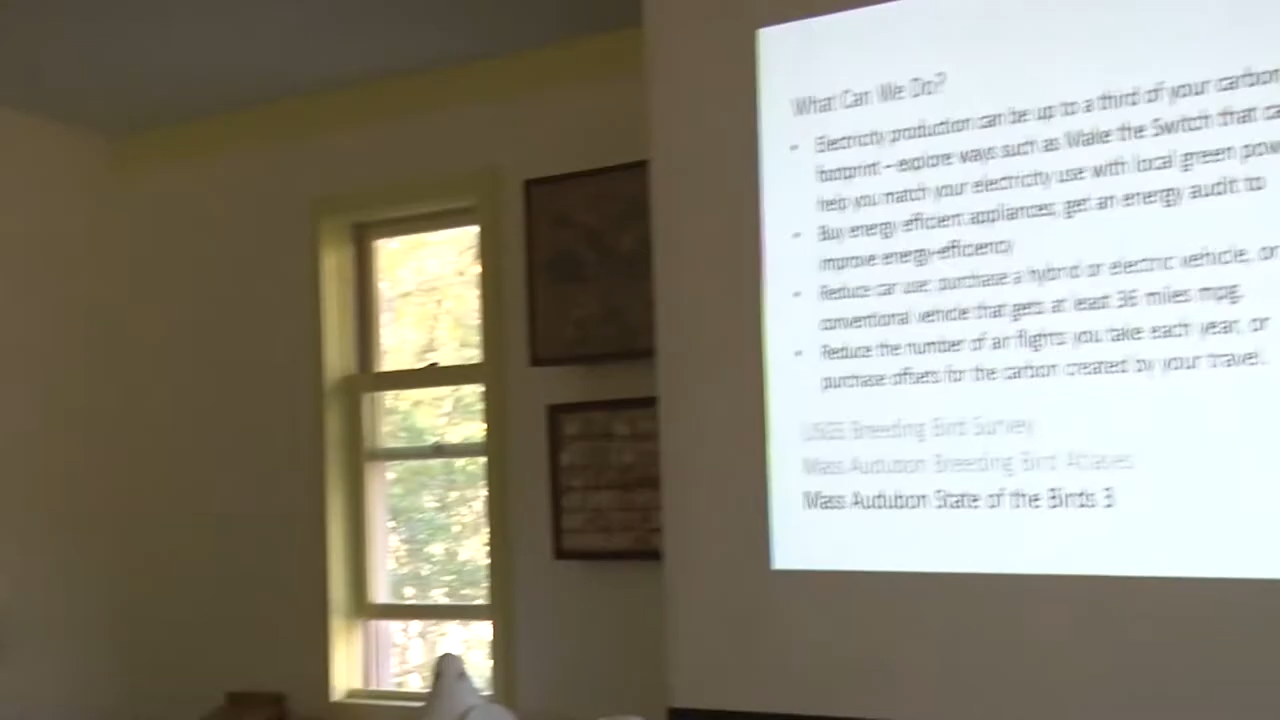 What Can We Do?
- Electricity production can be up to a third of your carbon
footprint – explore ways such as Make the Switch that
help you match your electricity use with local green
- Buy energy efficient appliances, get an energy audit to
improve energy-efficiency
- Reduce car use: purchase a hybrid or electric vehicle, or
conventional vehicle that gets at least 36 miles mpg.
- Reduce the number of air flights you take each year, or
purchase offsets for the carbon created by your travel.
USGS Breeding Bird Survey
Mass Audubon Breeding Bird Atlases
Mass Audubon State of the Birds 3